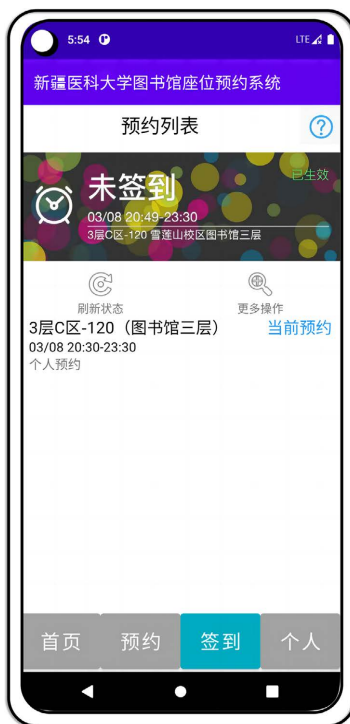 5:54
LTE
新疆医科大学图书馆座位预约系统
预约列表
?
未签到
已生效
03/08 20:49-23:30
3层C区-120 雪莲山校区图书馆三层
刷新状态
更多操作
3层C区-120（图书馆三层）
当前预约
03/08 20:30-23:30
个人预约
首页
预约
签到
个人